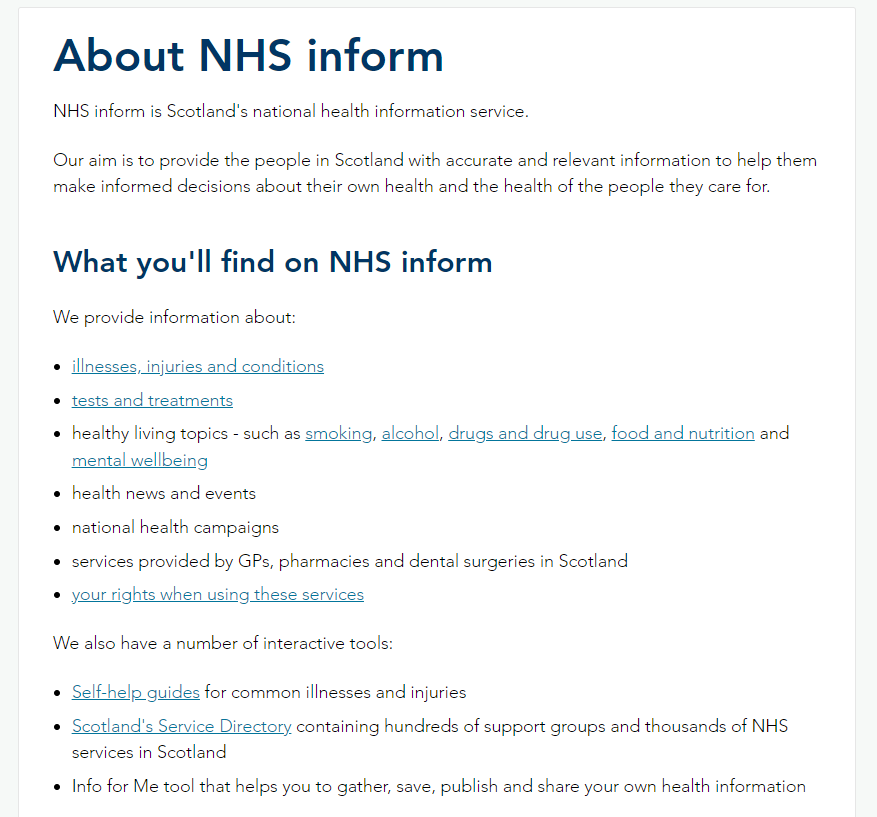 About NHS inform
NHS inform is Scotland's national health information service.
Our aim is to provide the people in Scotland with accurate and relevant information to help them
make informed decisions about their own health and the health of the people they care for.
What you'll find on NHS inform
We provide information about:
• illnesses, injuries and conditions
• tests and treatments
• healthy living topics - such as smoking, alcohol, drugs and drug use, food and nutrition and
mental wellbeing
• health news and events
• national health campaigns
• services provided by GPs, pharmacies and dental surgeries in Scotland
• your rights when using these services
We also have a number of interactive tools:
• Self-help guides for common illnesses and injuries
• Scotland's Service Directory containing hundreds of support groups and thousands of NHS
services in Scotland
• Info for Me tool that helps you to gather, save, publish and share your own health information